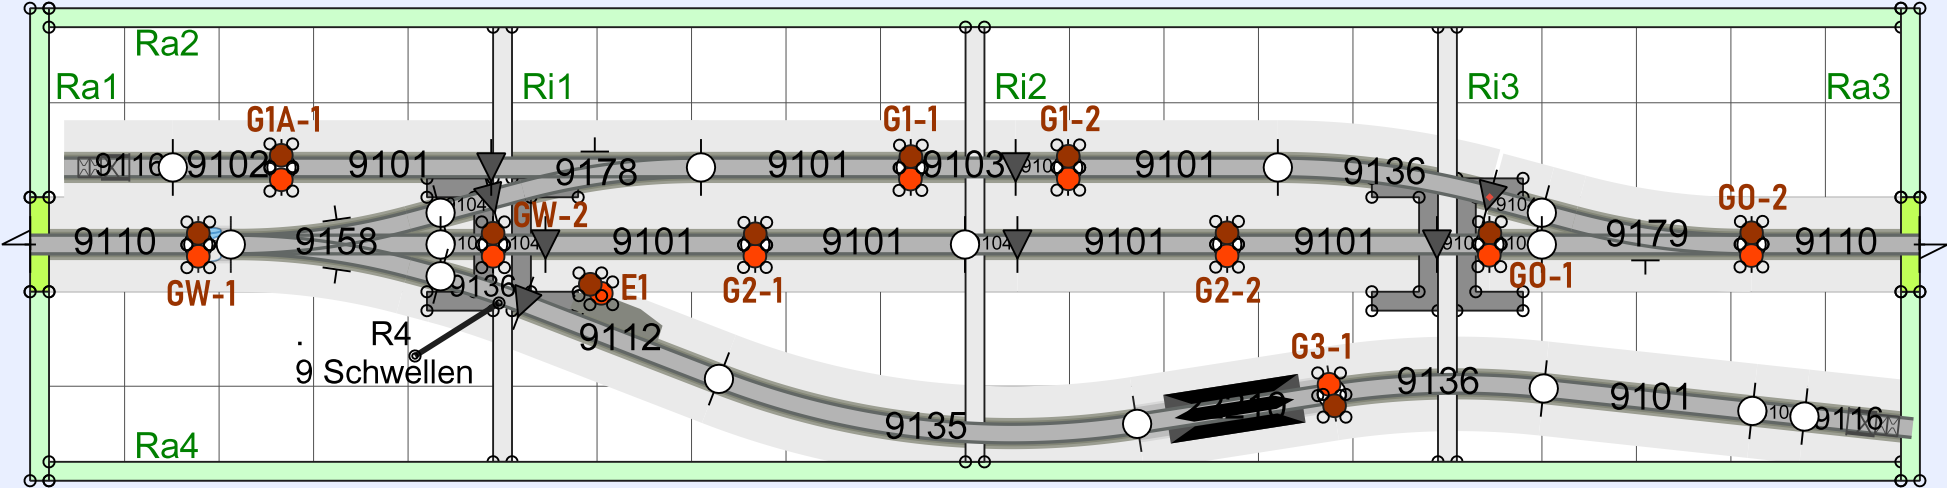 Ra2
Ra1
Ri1
Ri2
Ri3
Ra3
G1A-1
G1-1
G1-2
9116
9102
9101
9178
9101
9103
910
9101
9136
GO-2
9104
910
GW-2
9110
9158
910
104
9101
9101
104
9101
9101
910
10
9179
9110
GW-1
9136
E1
G2-1
G2-2
GO-1
R4
.
9 Schwellen
9112
G3-1
9135
9136
9101
10
9116
Ra4